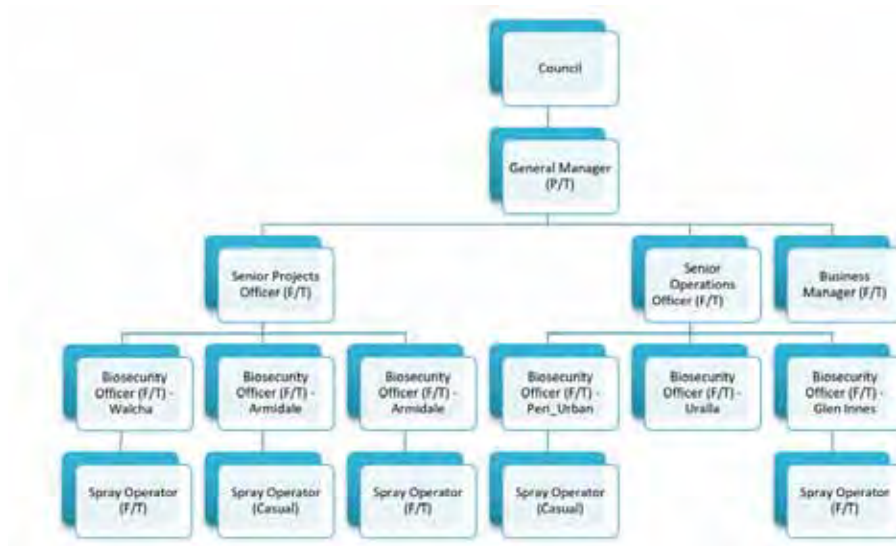 Council
General Manager
(P/T)
Senior Projects
Officer (F/T)
Senior
Operations
Officer (F/T)
Business
Manager (F/T)
Biosecurity
Officer (F/T) -
Walcha
Biosecurity
Officer (F/T) -
Armidale
Biosecurity
Officer (F/T) -
Armidale
Biosecurity
Officer (F/T) -
Peri_Urban
Biosecurity
Officer (F/T) -
Uralla
Biosecurity
Officer (F/T) -
Glen Innes
Spray Operator
(F/T)
Spray Operator
(Casual)
Spray Operator
(F/T)
Spray Operator
(Casual)
Spray Operator
(F/T)